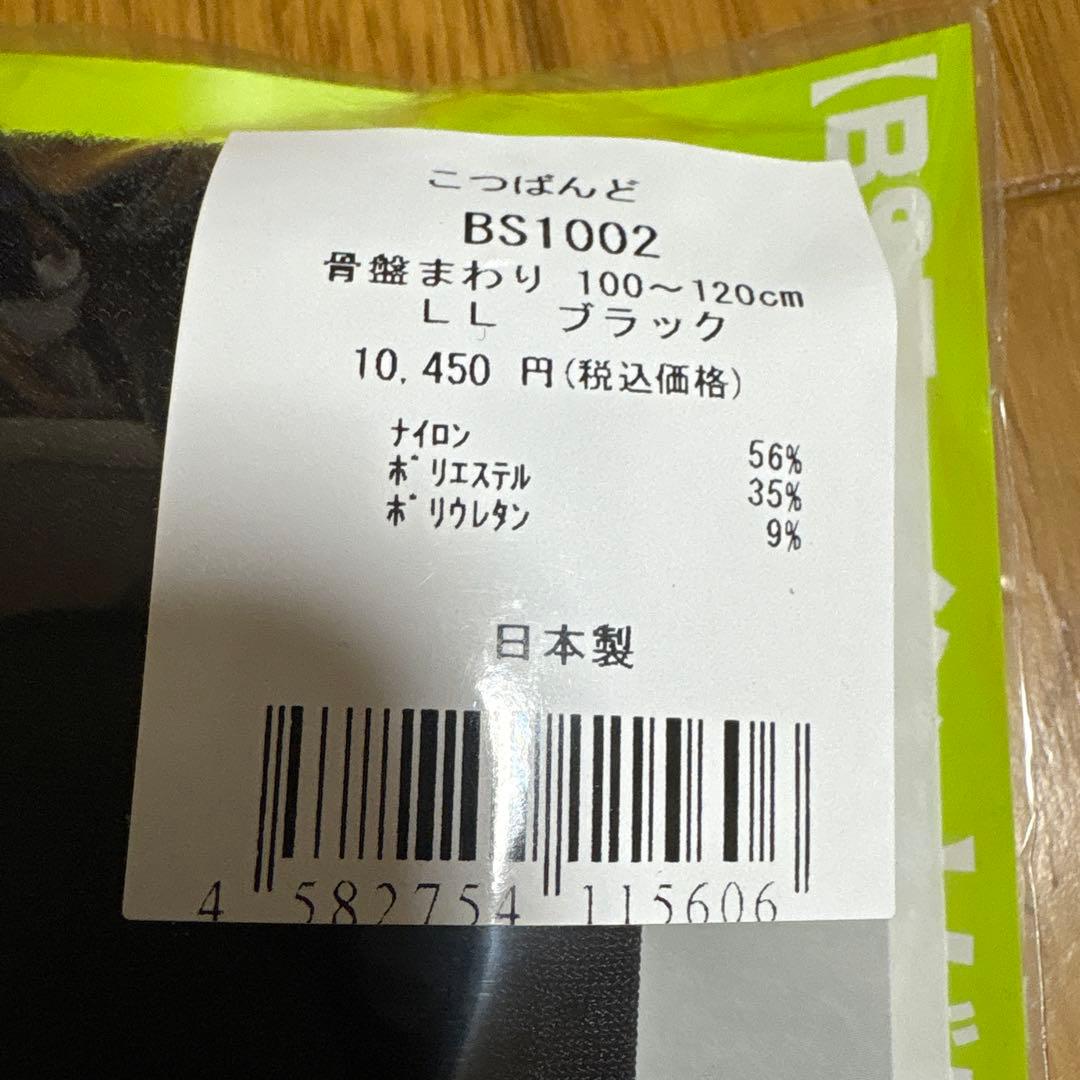 こつばんど
BS1002
骨盤まわり 100～120cm
ＬＬ　ブラック
10,450 円(税込価格)
ナイロン 56%
ポリエステル 35%
ポリウレタン 9%
日本製
4 582754 115606